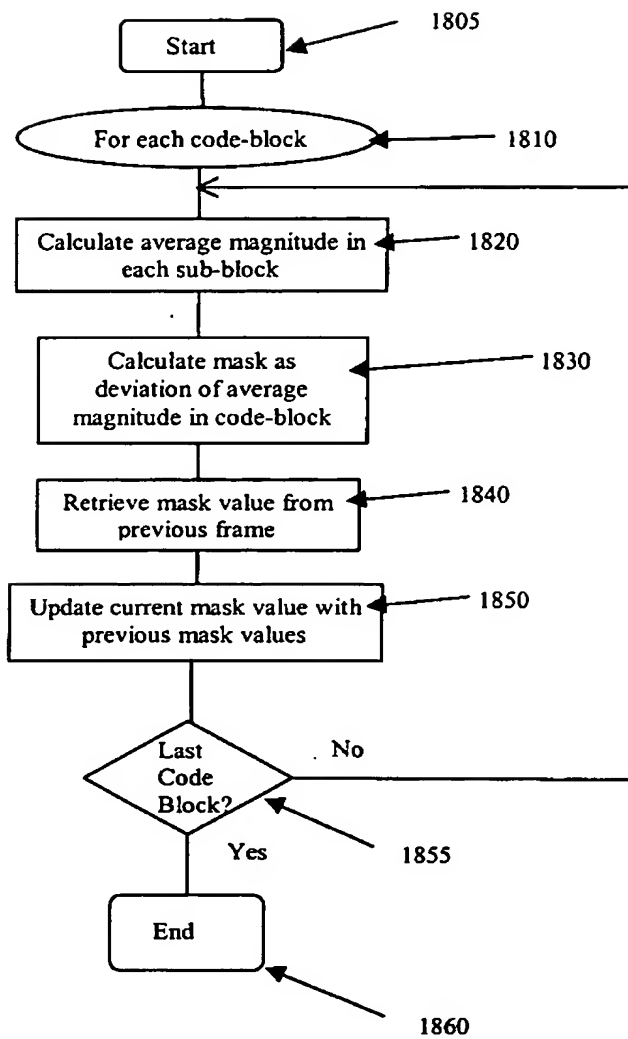 Start
1805
For each code-block
1810
Calculate average magnitude in
each sub-block
1820
Calculate mask as
deviation of average
magnitude in code-block
1830
Retrieve mask value from
previous frame
1840
Update current mask value with
previous mask values
1850
Last
Code
Block?
No
1855
Yes
End
1860